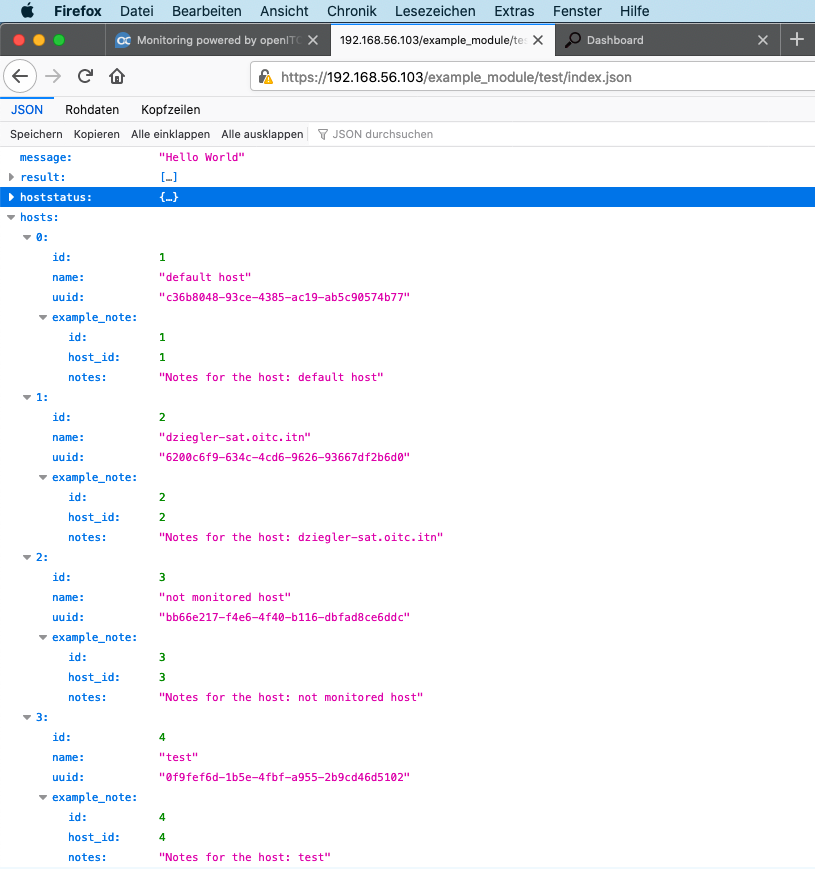 Firefox Datei Bearbeiten Ansicht Chronik Lesezeichen Extras Fenster Hilfe
Monitoring powered by openITC 192.168.56.103/example_module/te Dashboard
https://192.168.56.103/example_module/test/index.json
JSON Rohdaten Kopfzeilen
Speichern Kopieren Alle einklappen Alle ausklappen JSON durchsuchen
message: "Hello World"
result: […]
hoststatus: {…}
hosts:
0:
id: 1
name: "default host"
uuid: "c36b8048-93ce-4385-ac19-ab5c90574b77"
example_note:
id: 1
host_id: 1
notes: "Notes for the host: default host"
1:
id: 2
name: "dziegler-sat.oitc.itn"
uuid: "6200c6f9-634c-4cd6-9626-93667df2b6d0"
example_note:
id: 2
host_id: 2
notes: "Notes for the host: dziegler-sat.oitc.itn"
2:
id: 3
name: "not monitored host"
uuid: "bb66e217-f4e6-4f40-b116-dbfad8ce6ddc"
example_note:
id: 3
host_id: 3
notes: "Notes for the host: not monitored host"
3:
id: 4
name: "test"
uuid: "0f9fef6d-1b5e-4fbf-a955-2b9cd46d5102"
example_note:
id: 4
host_id: 4
notes: "Notes for the host: test"